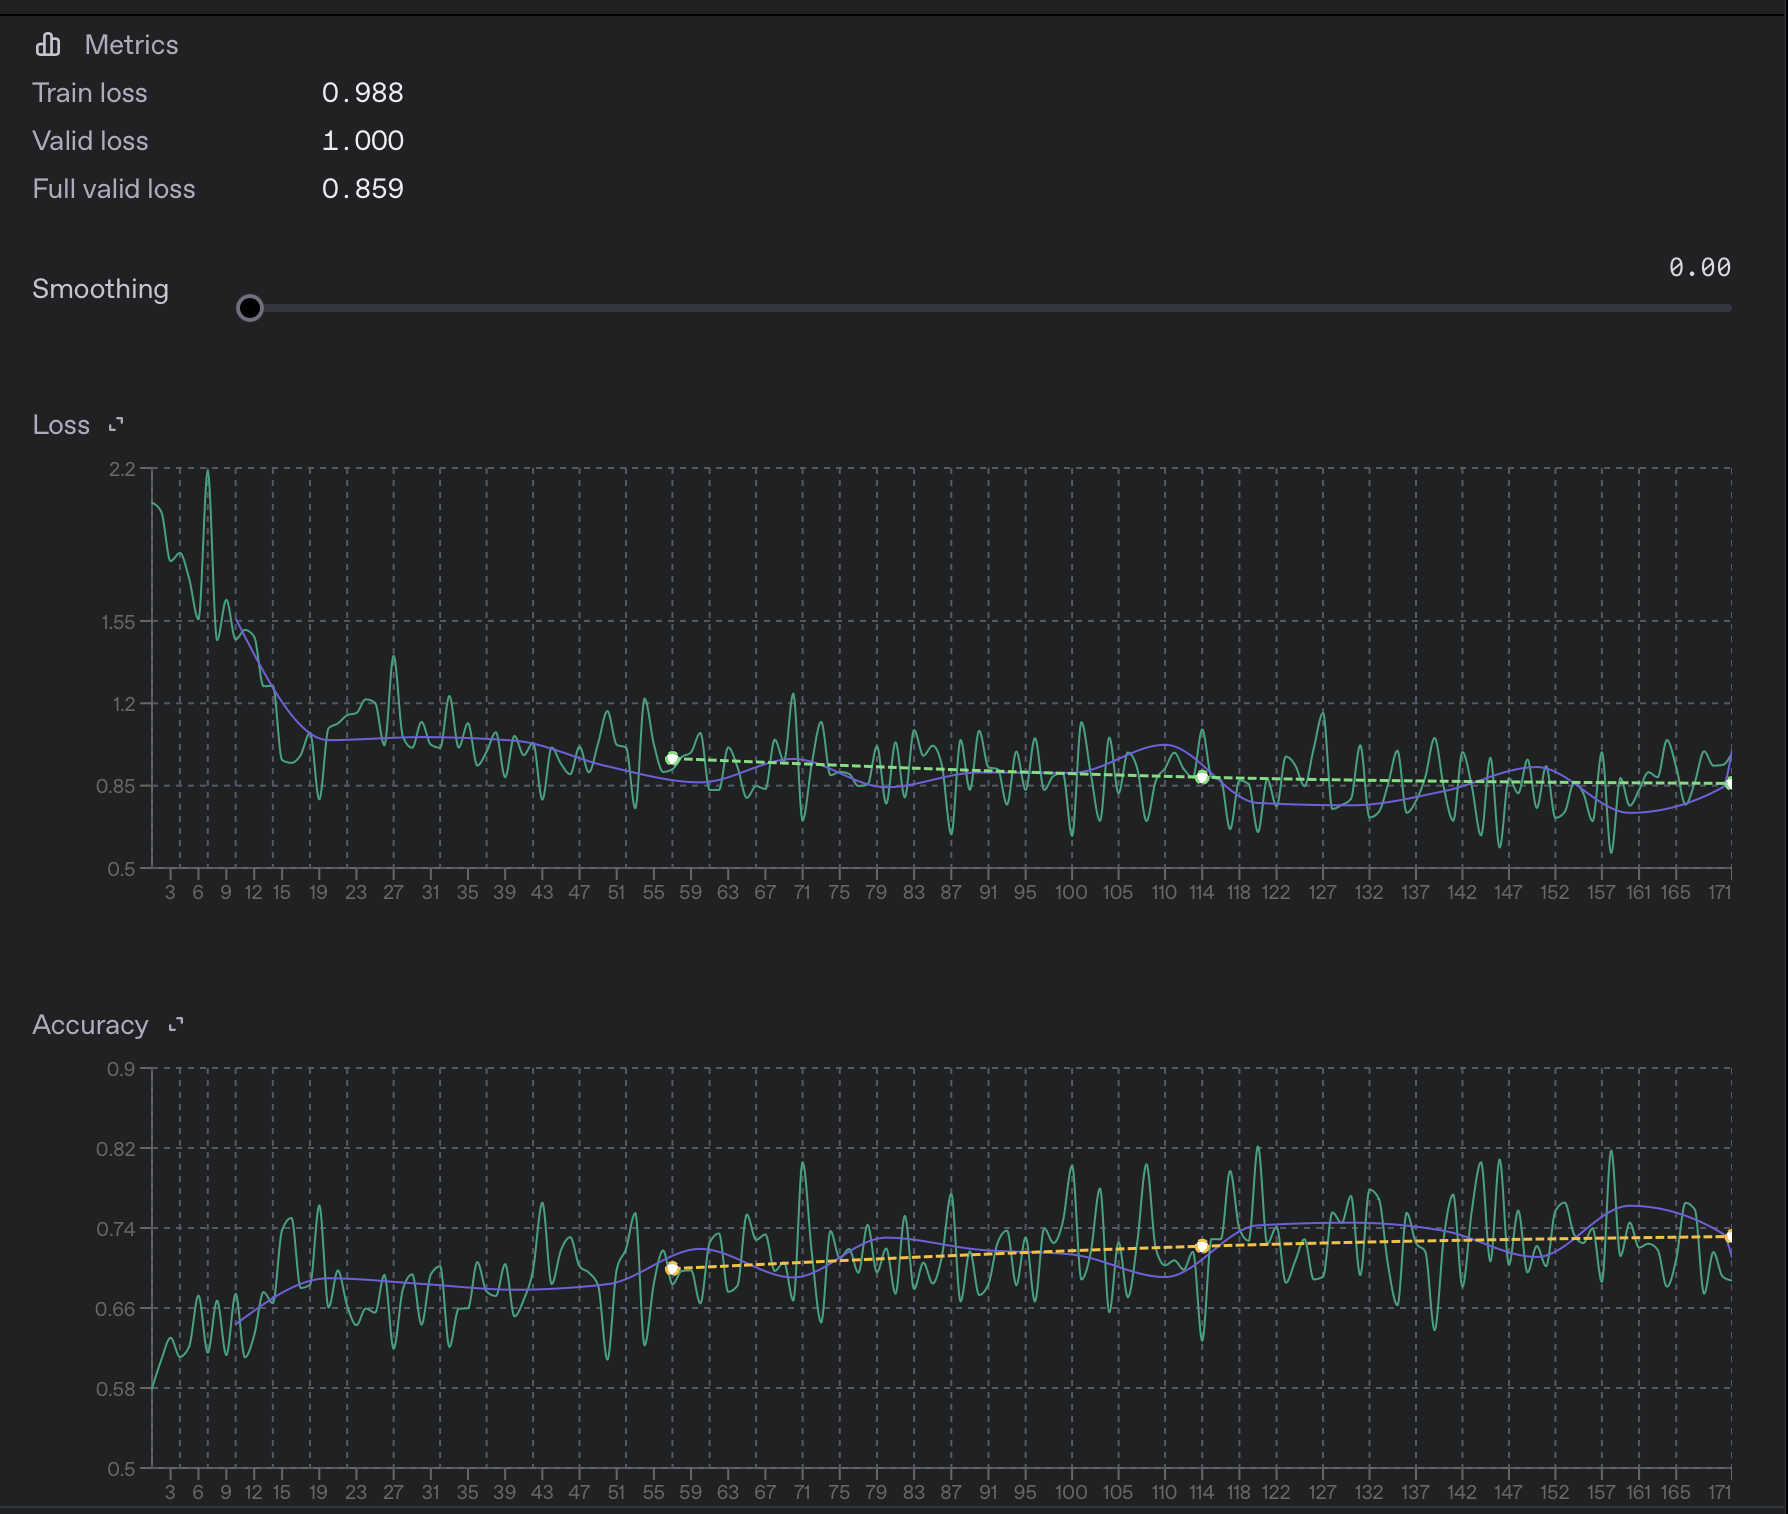 Metrics
Train loss 0.988
Valid loss 1.000
Full valid loss 0.859
0.00
Smoothing
Loss
2.2
1.55
1.2
0.85
0.5
3 6 9 12 15 19 23 27 31 35 39 43 47 51 55 59 63 67 71 75 79 83 87 91 95 100 105 110 114 118 122 127 132 137 142 147 152 157 161 165 171
Accuracy
0.9
0.82
0.74
0.66
0.58
0.5
3 6 9 12 15 19 23 27 31 35 39 43 47 51 55 59 63 67 71 75 79 83 87 91 95 100 105 110 114 118 122 127 132 137 142 147 152 157 161 165 171